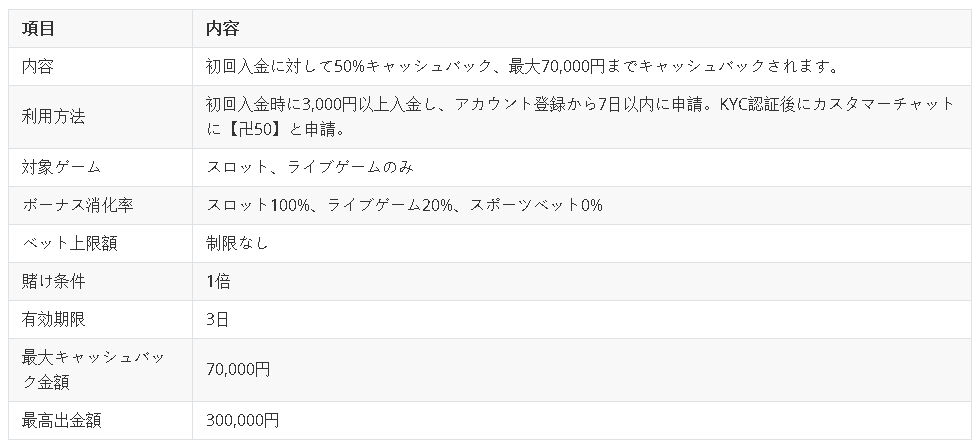 項目 内容
内容 初回入金に対して50%キャッシュバック、最大70,000円までキャッシュバックされます。
利用方法 初回入金時に3,000円以上入金し、アカウント登録から7日以内に申請。KYC認証後にカスタマーチャット
に【卍50】と申請。
対象ゲーム スロット、ライブゲームのみ
ボーナス消化率 スロット100%、ライブゲーム20%、スポーツベット0%
ベット上限額 制限なし
賭け条件 1倍
有効期限 3日
最大キャッシュバッ
ク金額 70,000円
最高出金額 300,000円